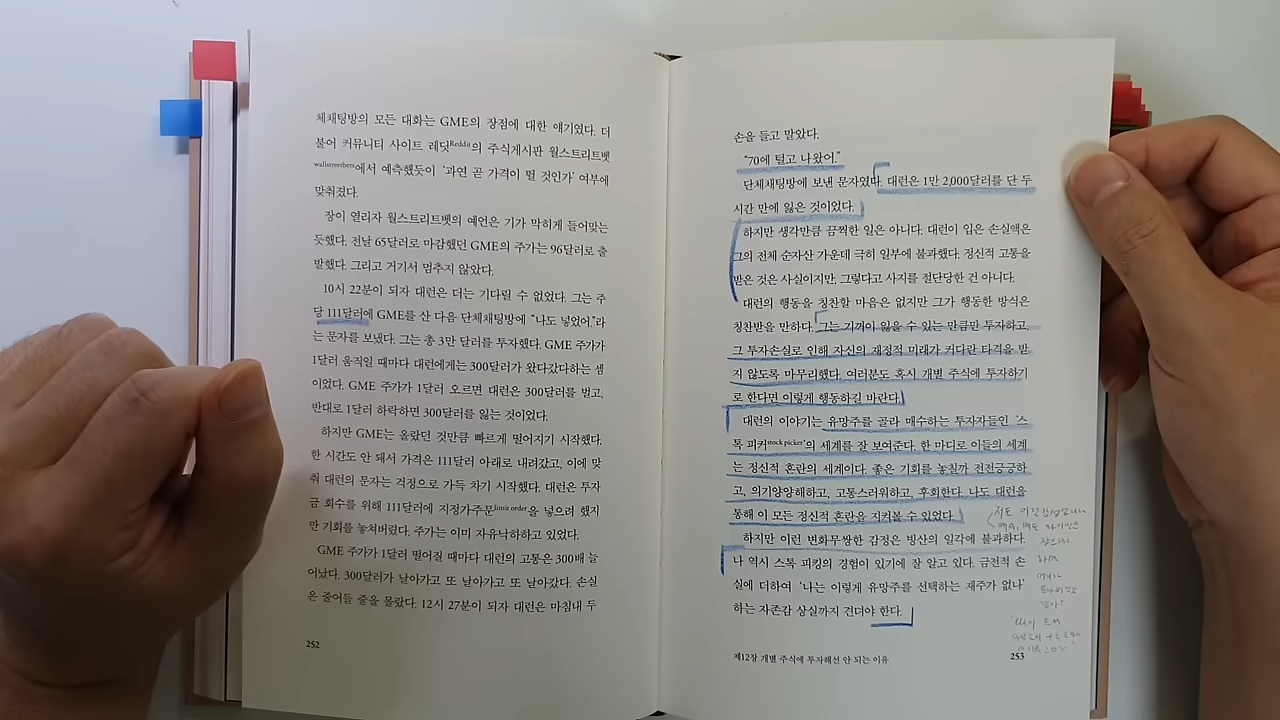 체채팅방의 모든 대화는 GME의 장점에 대한 얘기였다. 더
불어 커뮤니티 사이트 레딧Reddit의 주식게시판 월스트리트벳
wallstreetbets에서 예측했듯이 ‘과연 곧 가격이 떨 것인가’ 여부에
맞춰졌다.
장이 열리자 월스트리트벳의 예언은 기가 막히게 들어맞는
듯했다. 전날 65달러로 마감했던 GME의 주가는 96달러로 출
발했다. 그리고 거기서 멈추지 않았다.
10시 22분이 되자 대런은 더는 기다릴 수 없었다. 그는 주
당 111달러에 GME를 산 다음 단체채팅방에 “나도 넣었어.”라
는 문자를 보냈다. 그는 총 3만 달러를 투자했다. GME 주가가
1달러 움직일 때마다 대런에게는 300달러가 왔다갔다하는 셈
이었다. GME 주가가 1달러 오르면 대런은 300달러를 벌고,
반대로 1달러 하락하면 300달러를 잃는 것이었다.
하지만 GME는 올랐던 것만큼 빠르게 떨어지기 시작했다.
한 시간도 안 돼서 가격은 111달러 아래로 내려갔고, 이에 맞
춰 대런의 문자는 걱정으로 가득 차기 시작했다. 대런은 투자
금 회수를 위해 111달러에 지정가주문limit order을 넣으려 했지
만 기회를 놓쳐버렸다. 주가는 이미 자유낙하하고 있었다.
GME 주가가 1달러 떨어질 때마다 대런의 고통은 300배 늘
어났다. 300달러가 날아가고 또 날아가고 또 날아갔다. 손실
은 줄어들 줄을 몰랐다. 12시 27분이 되자 대런은 마침내 두
252
손을 들고 말았다.
“70에 털고 나왔어.”
단체채팅방에 보낸 문자였다. 대런은 1만 2,000달러를 단 두
시간 만에 잃은 것이었다.
하지만 생각만큼 끔찍한 일은 아니다. 대런이 입은 손실액은
그의 전체 순자산 가운데 극히 일부에 불과했다. 정신적 고통을
받은 것은 사실이지만, 그렇다고 사지를 절단당한 건 아니다.
대런의 행동을 칭찬할 마음은 없지만 그가 행동한 방식은
칭찬받을 만하다. 그는 기꺼이 잃을 수 있는 만큼만 투자하고,
그 투자손실로 인해 자신의 재정적 미래가 커다란 타격을 받
지 않도록 마무리했다. 여러분도 혹시 개별 주식에 투자하기
로 한다면 이렇게 행동하길 바란다.
대런의 이야기는 유망주를 골라 매수하는 투자자들인 ‘스
톡 피커stock picker’의 세계를 잘 보여준다. 한 마디로 이들의 세계
는 정신적 혼란의 세계이다. 좋은 기회를 놓칠까 전전긍긍하
고, 의기양양해하고, 고통스러워하고, 후회한다. 나도 대런을
통해 이 모든 정신적 혼란을 지켜볼 수 있었다.
하지만 이런 변화무쌍한 감정은 빙산의 일각에 불과하다.
나 역시 스톡 피킹의 경험이 있기에 잘 알고 있다. 금전적 손
실에 더하여 ‘나는 이렇게 유망주를 선택하는 재주가 없나’
하는 자존감 상실까지 견뎌야 한다.
제12장 개별 주식에 투자해선 안 되는 이유
253